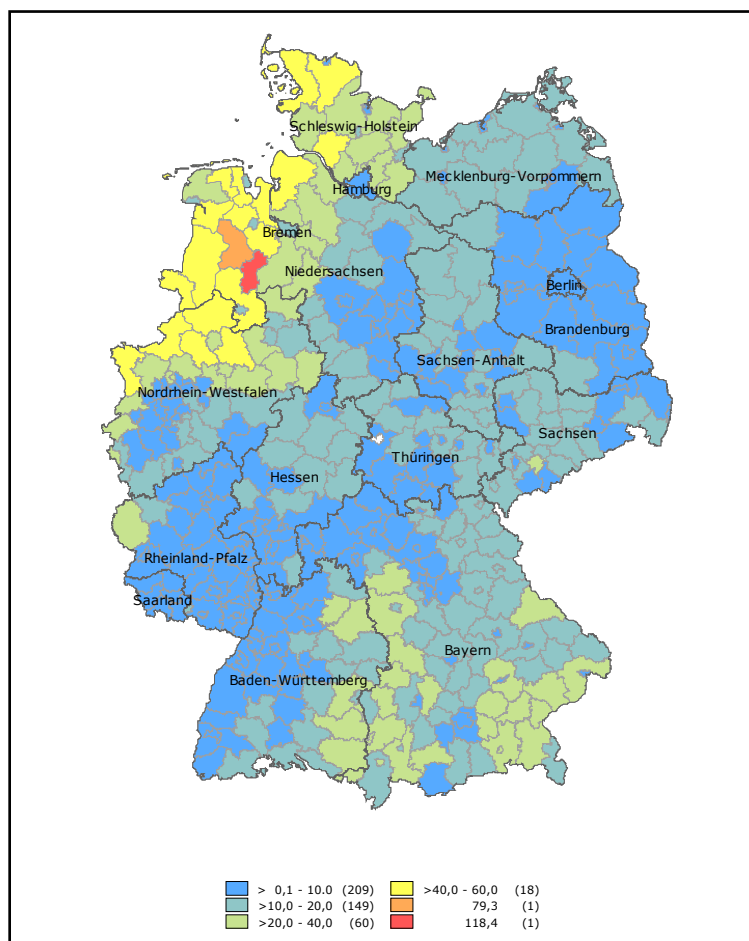 Schleswig-Holstein
Mecklenburg-Vorpommern
Hamburg
Bremen
Niedersachsen
Berlin
Brandenburg
Sachsen-Anhalt
Nordrhein-Westfalen
Sachsen
Thüringen
Hessen
Rheinland-Pfalz
Saarland
Bayern
Baden-Württemberg
> 0,1 - 10.0 (209)
>10,0 - 20,0 (149)
>20,0 - 40,0 (60)
>40,0 - 60,0 (18)
79,3 (1)
118,4 (1)